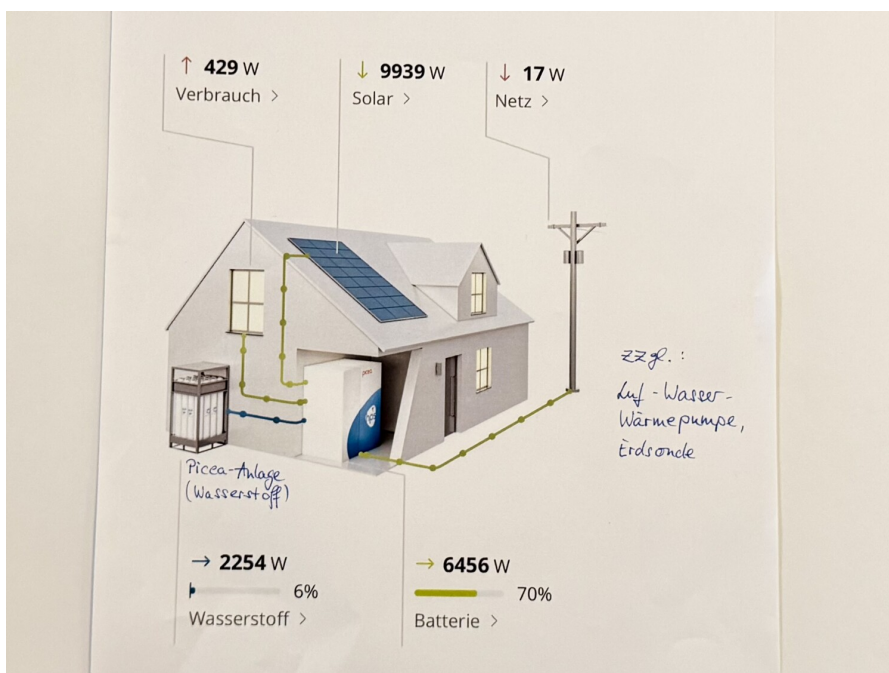 ↑ 429 W
Verbrauch >
↓ 9939 W
Solar >
↓ 17 W
Netz >
zzgl.:
Luf-Wasser-
Wärmepumpe,
Erdsonde
Picea-Anlage
(Wasserstoff)
→ 2254 W
6%
Wasserstoff >
→ 6456 W
70%
Batterie >